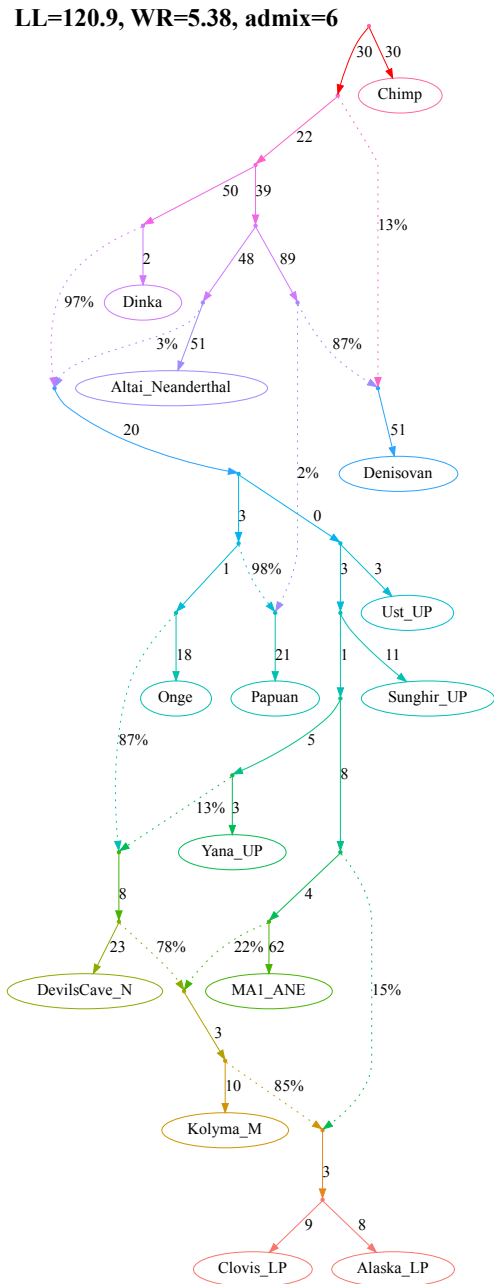 LL=120.9, WR=5.38, admix=6
30 30
Chimp
22
50 39
13%
48 89
2
Dinka
97%
3% 51 87%
Altai_Neanderthal
20 51
Denisovan
2%
3 0
1 98% 3 3
Ust_UP
18 21 1 11
Onge Papuan Sunghir_UP
87% 5
8
13% 3
Yana_UP
8 4
23 78% 22% 62
DevilsCave_N MA1_ANE 15%
3
10 85%
Kolyma_M
3
9 8
Clovis_LP Alaska_LP